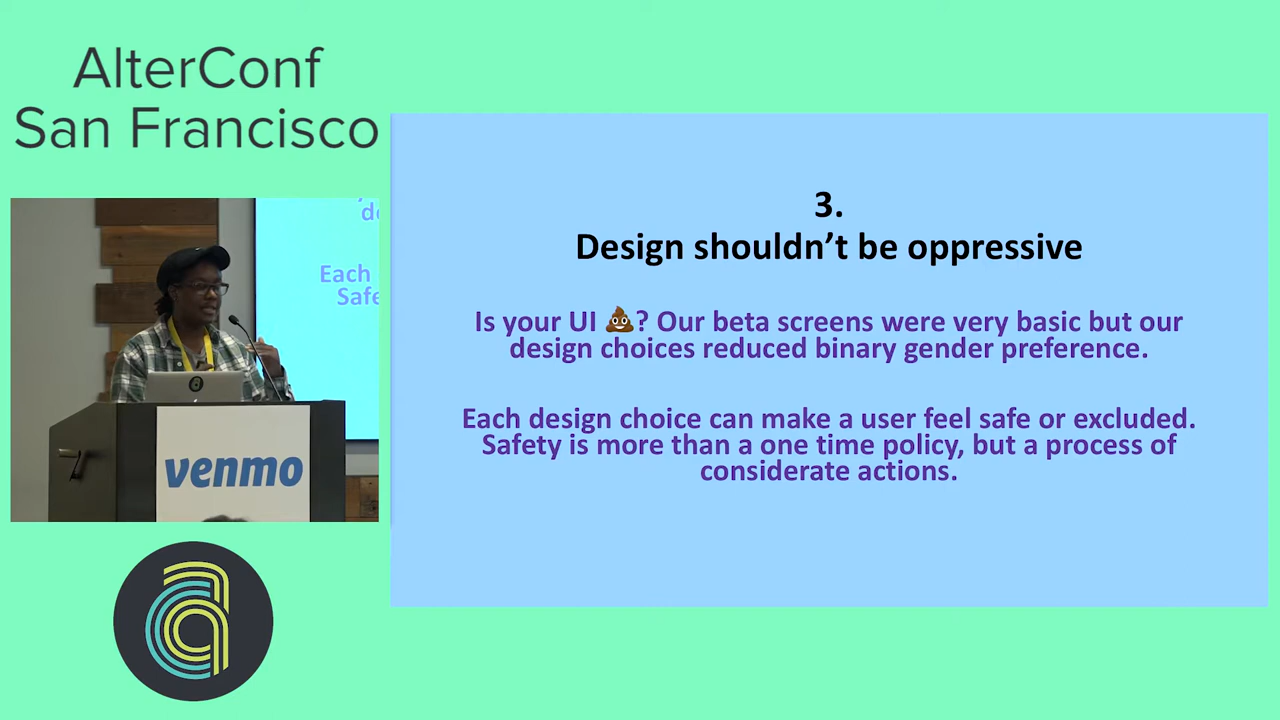 AlterConf
San Francisco
3.
Design shouldn't be oppressive
Is your UI 💩? Our beta screens were very basic but our
design choices reduced binary gender preference.
Each design choice can make a user feel safe or excluded.
Safety is more than a one time policy, but a process of
considerate actions.
de
Each
Safe
venmo